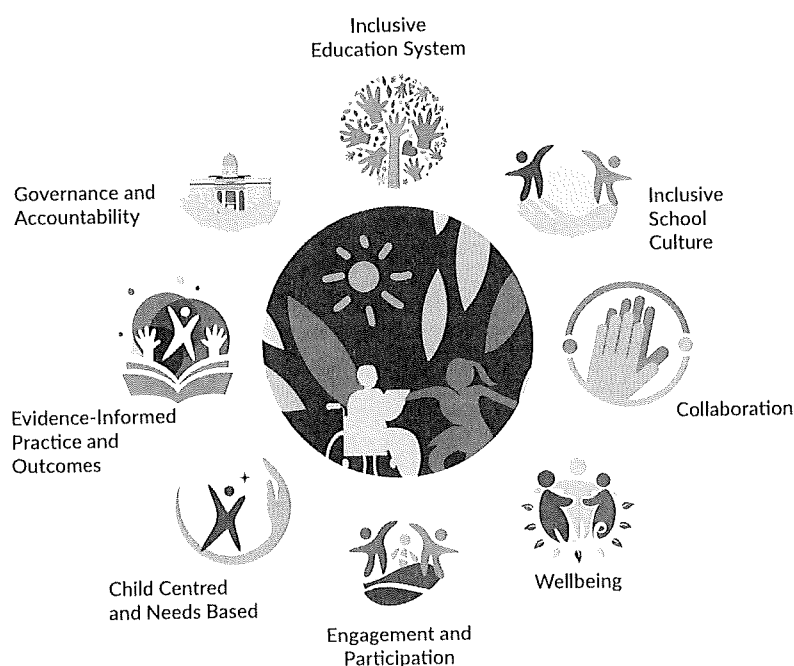 Inclusive
Education System
Governance and
Accountability
Inclusive
School
Culture
Evidence-Informed
Practice and
Outcomes
Collaboration
Child Centred
and Needs Based
Wellbeing
Engagement and
Participation